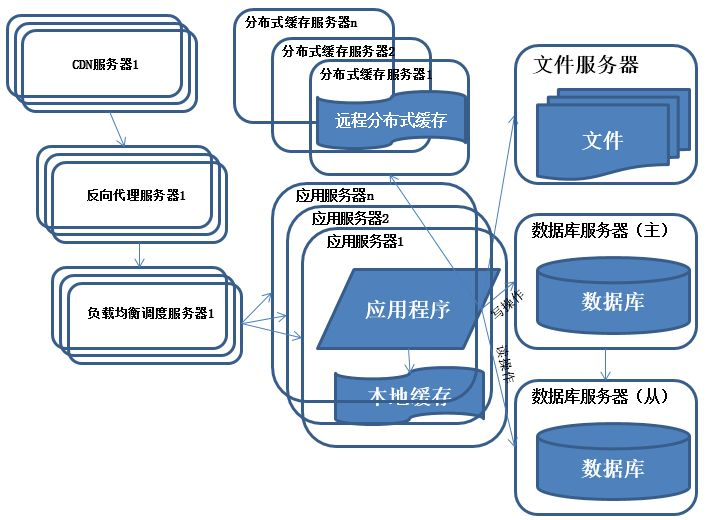 CDN服务器1
反向代理服务器1
负载均衡调度服务器1
分布式缓存服务器n
分布式缓存服务器2
分布式缓存服务器1
远程分布式缓存
应用服务器n
应用服务器2
应用服务器1
应用程序
本地缓存
写操作
读操作
文件服务器
文件
数据库服务器（主）
数据库
数据库服务器（从）
数据库